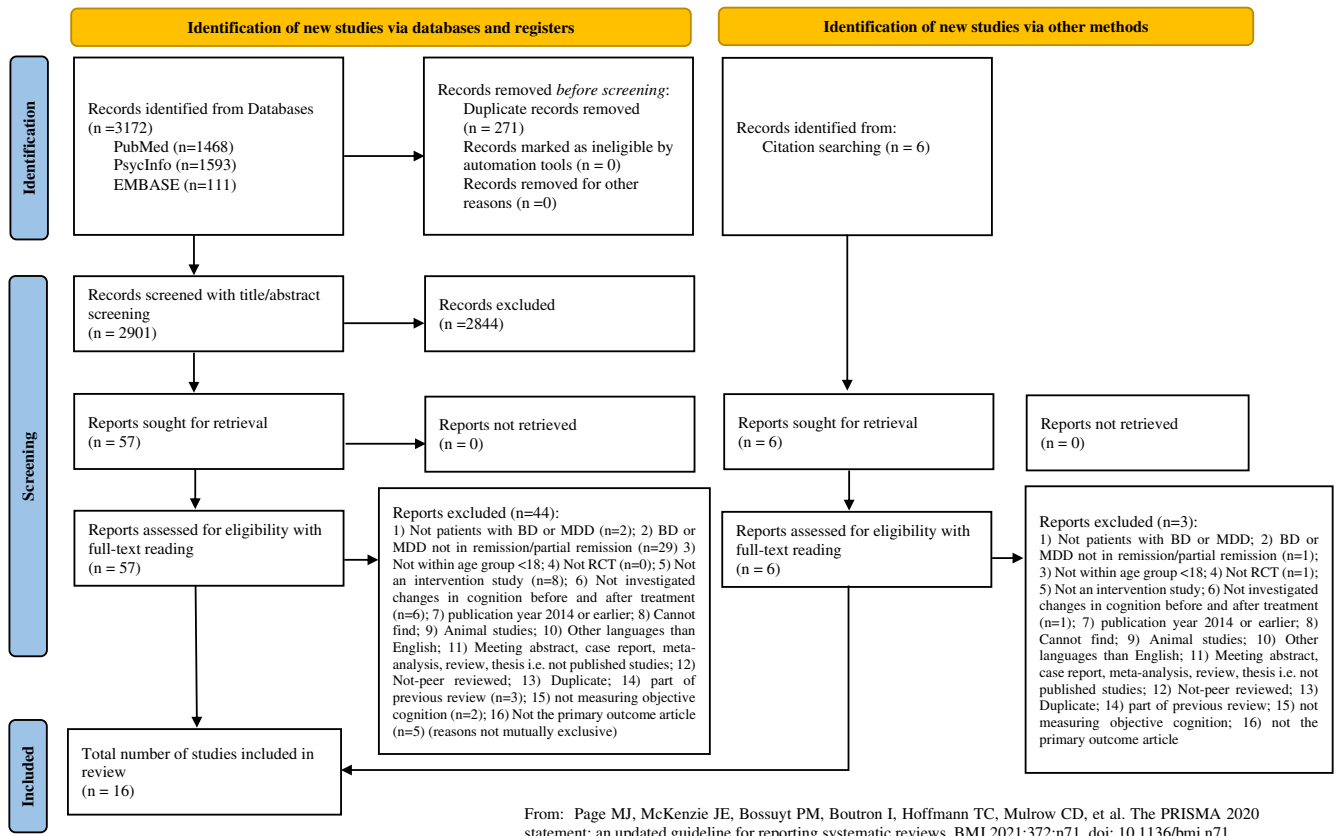 Identification of new studies via databases and registers
Identification of new studies via other methods
Identification
Records identified from Databases
(n =3172)
PubMed (n=1468)
PsycInfo (n=1593)
EMBASE (n=111)
Records removed before screening:
Duplicate records removed
(n = 271)
Records marked as ineligible by
automation tools (n = 0)
Records removed for other
reasons (n =0)
Records identified from:
Citation searching (n = 6)
Screening
Records screened with title/abstract
screening
(n = 2901)
Records excluded
(n =2844)
Reports sought for retrieval
(n = 57)
Reports not retrieved
(n = 0)
Reports sought for retrieval
(n = 6)
Reports not retrieved
(n = 0)
Reports assessed for eligibility with
full-text reading
(n = 57)
Reports excluded (n=44):
1) Not patients with BD or MDD (n=2); 2) BD or
MDD not in remission/partial remission (n=29) 3)
Not within age group <18; 4) Not RCT (n=0); 5) Not
an intervention study (n=8); 6) Not investigated
changes in cognition before and after treatment
(n=6); 7) publication year 2014 or earlier; 8) Cannot
find; 9) Animal studies; 10) Other languages than
English; 11) Meeting abstract, case report, meta-
analysis, review, thesis i.e. not published studies; 12)
Not-peer reviewed; 13) Duplicate; 14) part of
previous review (n=3); 15) not measuring objective
cognition (n=2); 16) Not the primary outcome article
(n=5) (reasons not mutually exclusive)
Reports assessed for eligibility with
full-text reading
(n = 6)
Reports excluded (n=3):
1) Not patients with BD or MDD; 2) BD or
MDD not in remission/partial remission (n=1);
3) Not within age group <18; 4) Not RCT (n=1);
5) Not an intervention study; 6) Not investigated
changes in cognition before and after treatment
(n=1); 7) publication year 2014 or earlier; 8)
Cannot find; 9) Animal studies; 10) Other
languages than English; 11) Meeting abstract,
case report, meta-analysis, review, thesis i.e. not
published studies; 12) Not-peer reviewed; 13)
Duplicate; 14) part of previous review; 15) not
measuring objective cognition; 16) not the
primary outcome article
Included
Total number of studies included in
review
(n = 16)
From: Page MJ, McKenzie JE, Bossuyt PM, Boutron I, Hoffmann TC, Mulrow CD, et al. The PRISMA 2020
statement: an updated guideline for reporting systematic reviews. BMJ 2021;372:n71. doi: 10.1136/bmj.n71